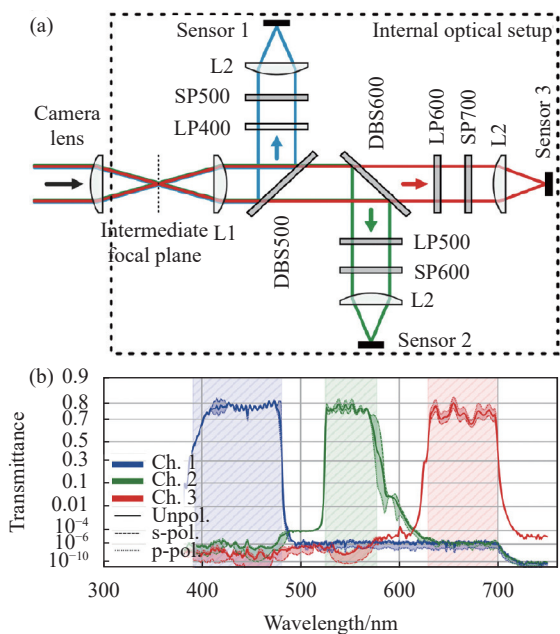 (a)
Sensor 1
Internal optical setup
L2
SP500
LP400
Camera
lens
Intermediate
focal plane
L1
DBS500
DBS600
LP600
SP700
L2
Sensor 3
LP500
SP600
L2
Sensor 2
(b)
Transmittance
0.9
0.8
0.7
0.5
0.3
0.1
0.01
10⁻⁴
10⁻⁶
10⁻¹⁰
Ch. 1
Ch. 2
Ch. 3
Unpol.
s-pol.
p-pol.
300
400
500
600
700
Wavelength/nm